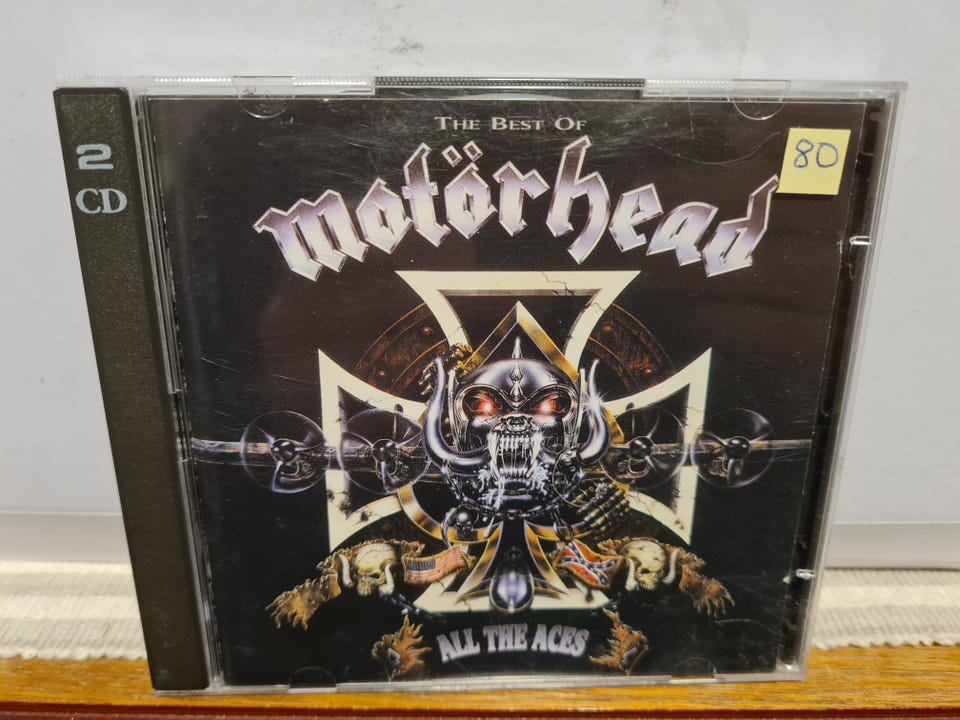 2
CD
THE BEST OF
motörhead
80
ALL THE ACES